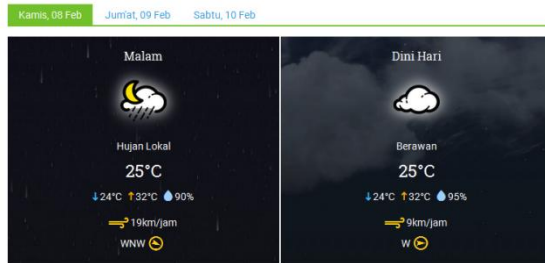 Kamis, 08 Feb Jum'at, 09 Feb Sabtu, 10 Feb
Malam
Hujan Lokal
25°C
↓24°C ↑32°C 90%
19km/jam
WNW
Dini Hari
Berawan
25°C
↓24°C ↑32°C 95%
9km/jam
W